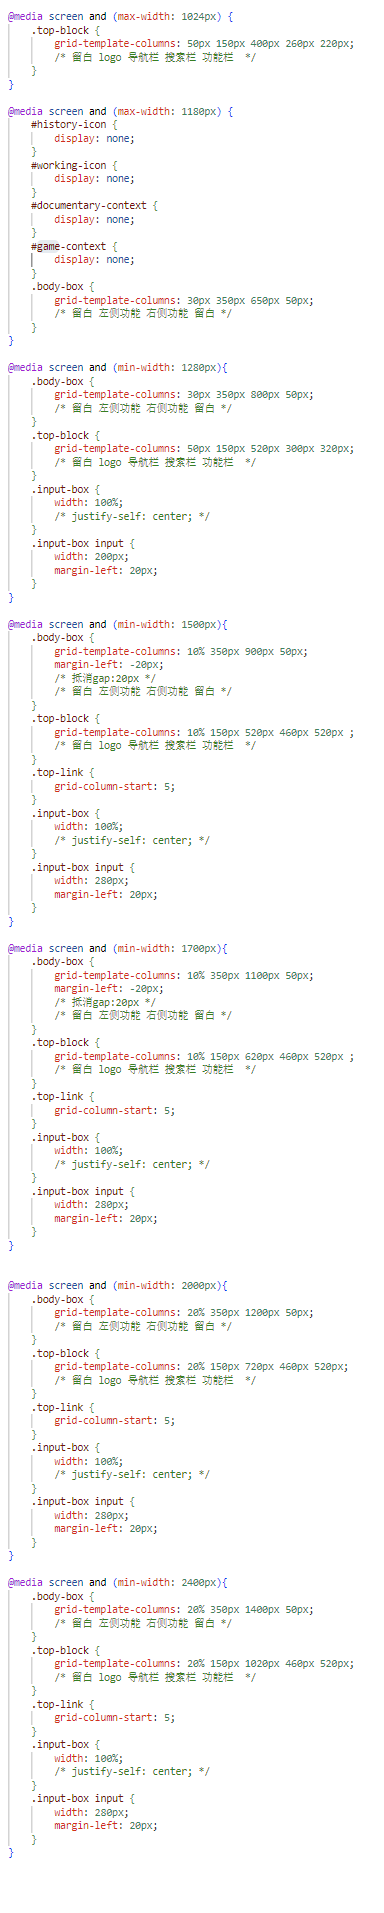 @media screen and (max-width: 1024px) {
    .top-block {
        grid-template-columns: 50px 150px 400px 260px 220px;
        /* 留白 logo 导航栏 搜索栏 功能栏  */
    }
}

@media screen and (max-width: 1180px) {
    #history-icon {
        display: none;
    }
    #working-icon {
        display: none;
    }
    #documentary-context {
        display: none;
    }
    #game-context {
        display: none;
    }
    .body-box {
        grid-template-columns: 30px 350px 650px 50px;
        /* 留白 左侧功能 右侧功能 留白 */
    }
}

@media screen and (min-width: 1280px){
    .body-box {
        grid-template-columns: 30px 350px 800px 50px;
        /* 留白 左侧功能 右侧功能 留白 */
    }
    .top-block {
        grid-template-columns: 50px 150px 520px 300px 320px;
        /* 留白 logo 导航栏 搜索栏 功能栏  */
    }
    .input-box {
        width: 100%;
        /* justify-self: center; */
    }
    .input-box input {
        width: 200px;
        margin-left: 20px;
    }
}

@media screen and (min-width: 1500px){
    .body-box {
        grid-template-columns: 10% 350px 900px 50px;
        margin-left: -20px;
        /* 抵消gap:20px */
        /* 留白 左侧功能 右侧功能 留白 */
    }
    .top-block {
        grid-template-columns: 10% 150px 520px 460px 520px ;
        /* 留白 logo 导航栏 搜索栏 功能栏  */
    }
    .top-link {
        grid-column-start: 5;
    }
    .input-box {
        width: 100%;
        /* justify-self: center; */
    }
    .input-box input {
        width: 280px;
        margin-left: 20px;
    }
}

@media screen and (min-width: 1700px){
    .body-box {
        grid-template-columns: 10% 350px 1100px 50px;
        margin-left: -20px;
        /* 抵消gap:20px */
        /* 留白 左侧功能 右侧功能 留白 */
    }
    .top-block {
        grid-template-columns: 10% 150px 620px 460px 520px ;
        /* 留白 logo 导航栏 搜索栏 功能栏  */
    }
    .top-link {
        grid-column-start: 5;
    }
    .input-box {
        width: 100%;
        /* justify-self: center; */
    }
    .input-box input {
        width: 280px;
        margin-left: 20px;
    }
}

@media screen and (min-width: 2000px){
    .body-box {
        grid-template-columns: 20% 350px 1200px 50px;
        /* 留白 左侧功能 右侧功能 留白 */
    }
    .top-block {
        grid-template-columns: 20% 150px 720px 460px 520px;
        /* 留白 logo 导航栏 搜索栏 功能栏  */
    }
    .top-link {
        grid-column-start: 5;
    }
    .input-box {
        width: 100%;
        /* justify-self: center; */
    }
    .input-box input {
        width: 280px;
        margin-left: 20px;
    }
}

@media screen and (min-width: 2400px){
    .body-box {
        grid-template-columns: 20% 350px 1400px 50px;
        /* 留白 左侧功能 右侧功能 留白 */
    }
    .top-block {
        grid-template-columns: 20% 150px 1020px 460px 520px;
        /* 留白 logo 导航栏 搜索栏 功能栏  */
    }
    .top-link {
        grid-column-start: 5;
    }
    .input-box {
        width: 100%;
        /* justify-self: center; */
    }
    .input-box input {
        width: 280px;
        margin-left: 20px;
    }
}